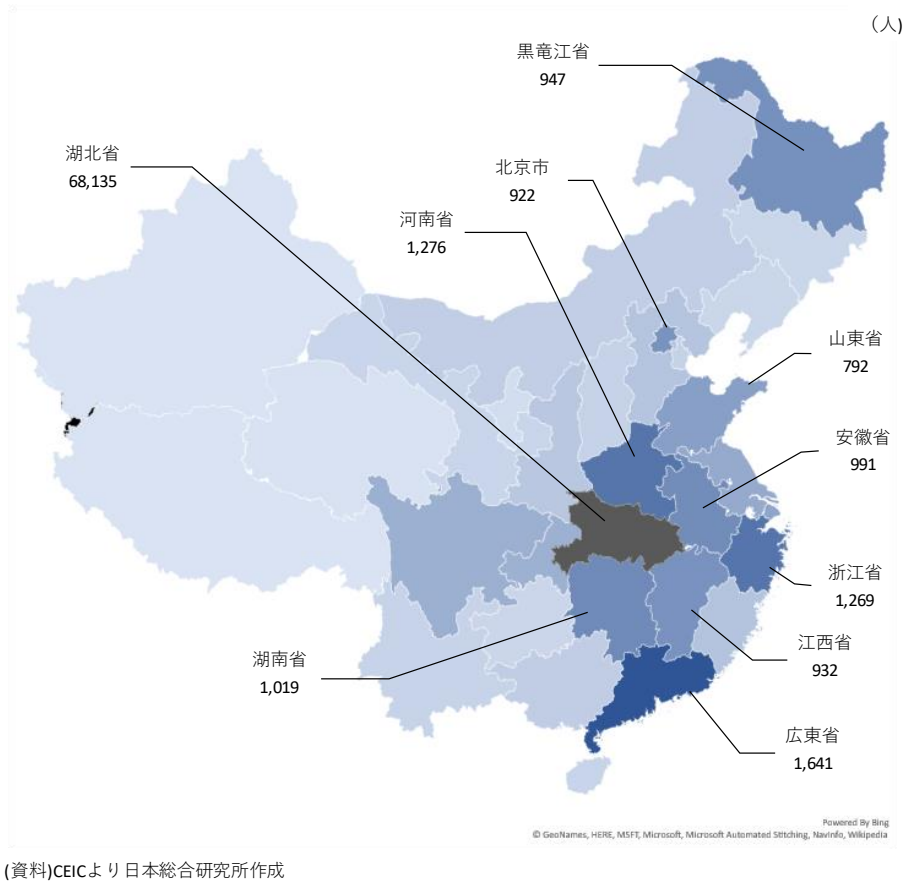 （人）
黒竜江省
947
湖北省
68,135
北京市
922
河南省
1,276
山東省
792
安徽省
991
浙江省
1,269
江西省
932
湖南省
1,019
広東省
1,641
Powered By Bing
© GeoNames, HERE, MSFT, Microsoft, Microsoft Automated Stitching, Navinfo, Wikipedia
(資料)CEICより日本総合研究所作成